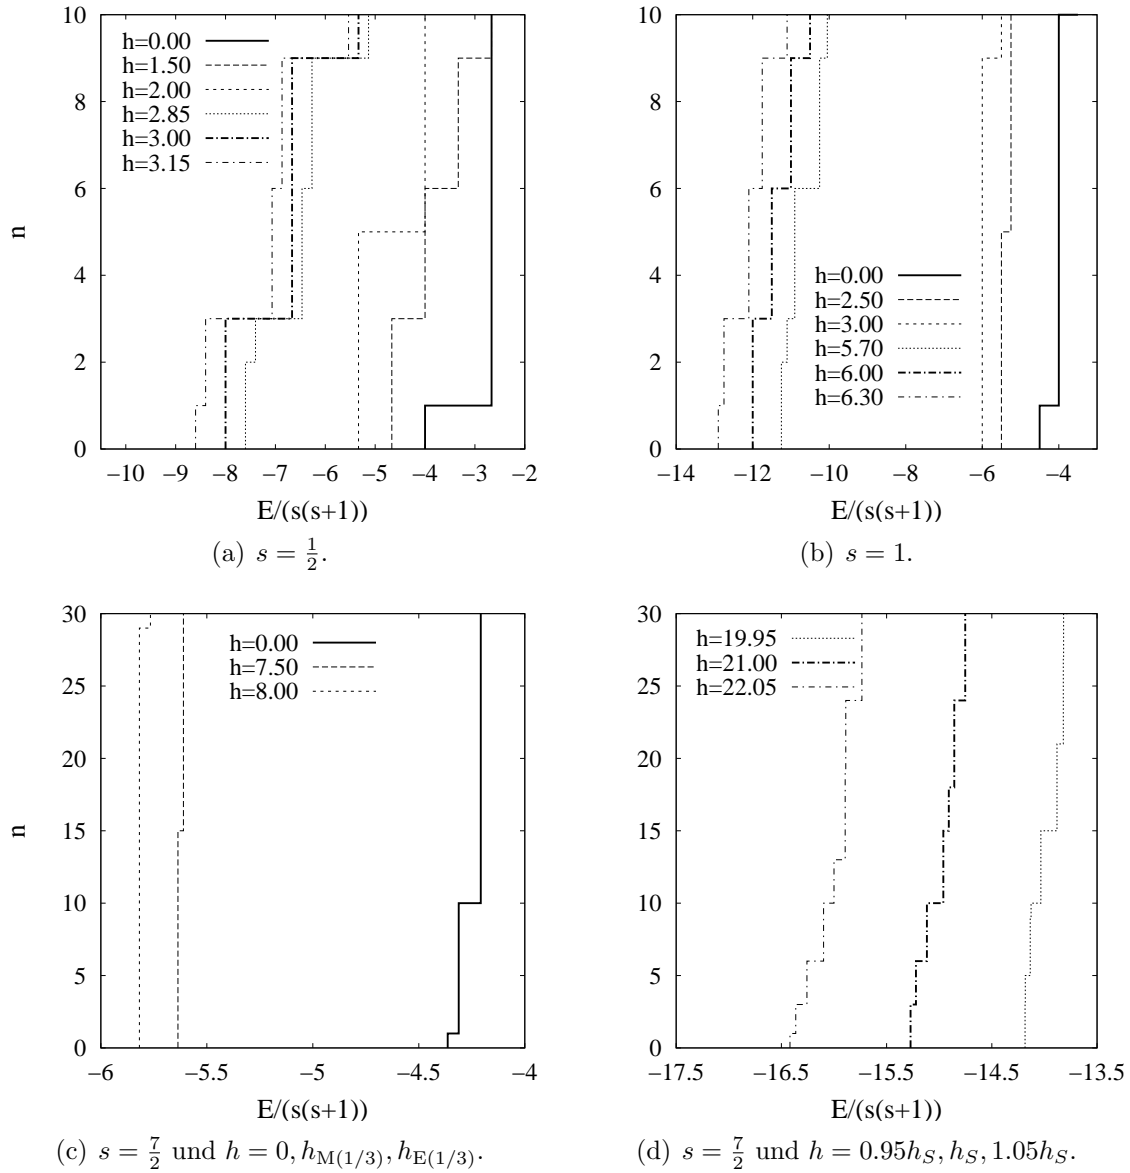 10
8
6
4
2
0
n
h=0.00
h=1.50
h=2.00
h=2.85
h=3.00
h=3.15
−10 −9 −8 −7 −6 −5 −4 −3 −2
E/(s(s+1))
(a) s = 1/2.
10
8
6
4
2
0
h=0.00
h=2.50
h=3.00
h=5.70
h=6.00
h=6.30
−14 −12 −10 −8 −6 −4
E/(s(s+1))
(b) s = 1.
30
25
20
15
10
5
0
n
h=0.00
h=7.50
h=8.00
−6 −5.5 −5 −4.5 −4
E/(s(s+1))
(c) s = 7/2 und h = 0, h_M(1/3), h_E(1/3).
30
25
20
15
10
5
0
h=19.95
h=21.00
h=22.05
−17.5 −16.5 −15.5 −14.5 −13.5
E/(s(s+1))
(d) s = 7/2 und h = 0.95h_S, h_S, 1.05h_S.